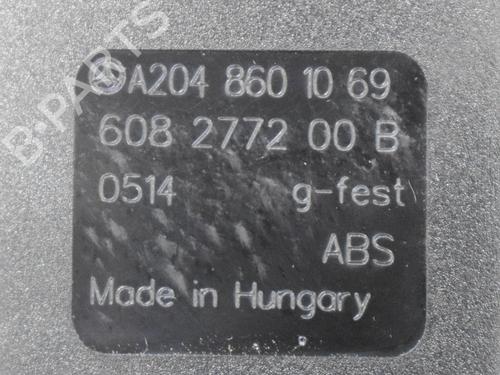 A204 860 10 69
608 2772 00 B
0514 g-fest
ABS
Made in Hungary
B-PARTS